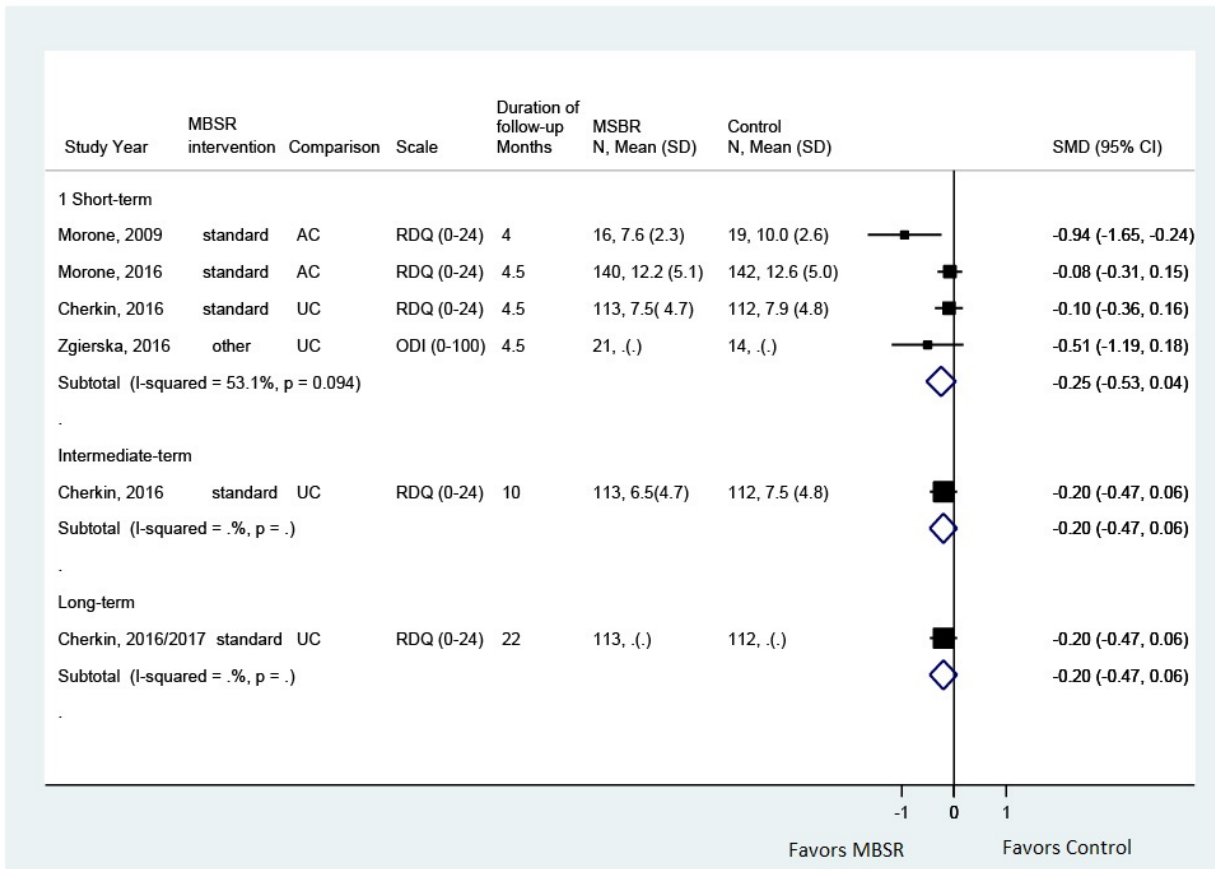 Study Year MBSR intervention Comparison Scale Duration of follow-up Months MSBR N, Mean (SD) Control N, Mean (SD) SMD (95% CI)
1 Short-term
Morone, 2009 standard AC RDQ (0-24) 4 16, 7.6 (2.3) 19, 10.0 (2.6) -0.94 (-1.65, -0.24)
Morone, 2016 standard AC RDQ (0-24) 4.5 140, 12.2 (5.1) 142, 12.6 (5.0) -0.08 (-0.31, 0.15)
Cherkin, 2016 standard UC RDQ (0-24) 4.5 113, 7.5( 4.7) 112, 7.9 (4.8) -0.10 (-0.36, 0.16)
Zgierska, 2016 other UC ODI (0-100) 4.5 21, .(.) 14, .(.) -0.51 (-1.19, 0.18)
Subtotal (I-squared = 53.1%, p = 0.094) -0.25 (-0.53, 0.04)
.
Intermediate-term
Cherkin, 2016 standard UC RDQ (0-24) 10 113, 6.5(4.7) 112, 7.5 (4.8) -0.20 (-0.47, 0.06)
Subtotal (I-squared = .%, p = .) -0.20 (-0.47, 0.06)
.
Long-term
Cherkin, 2016/2017 standard UC RDQ (0-24) 22 113, .(.) 112, .(.) -0.20 (-0.47, 0.06)
Subtotal (I-squared = .%, p = .) -0.20 (-0.47, 0.06)
.
-1 0 1
Favors MBSR Favors Control